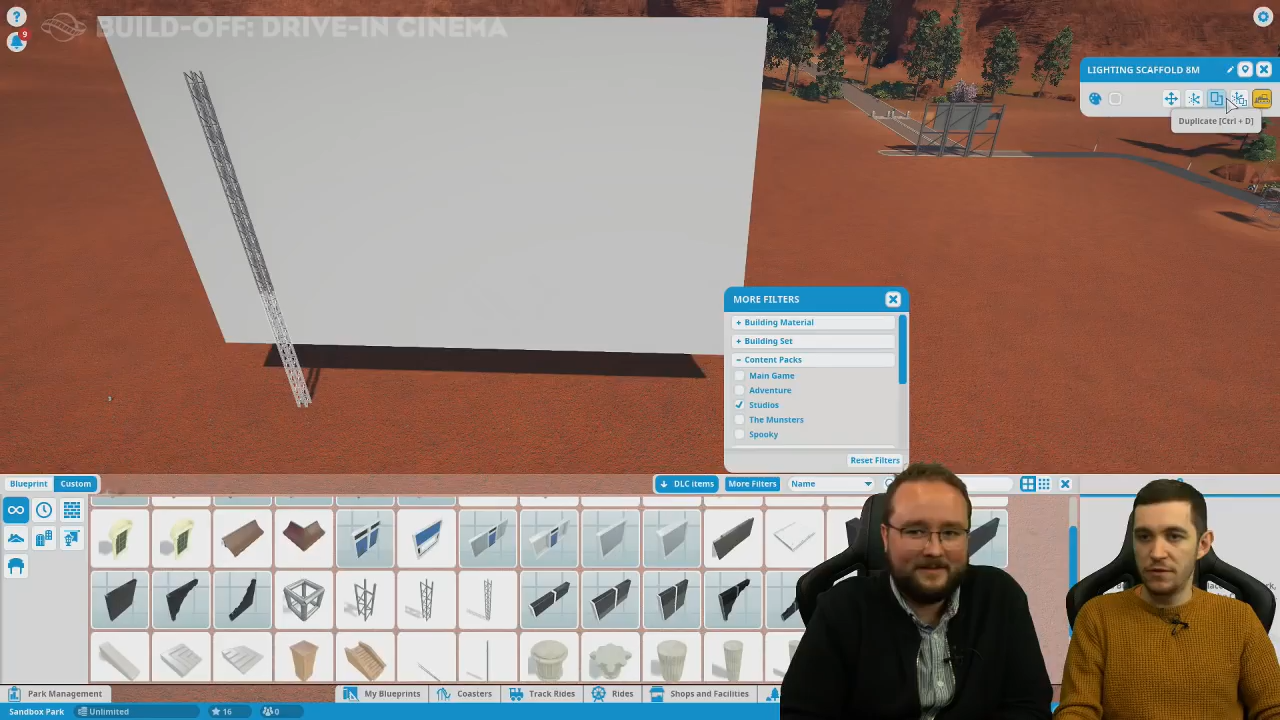 ?
9
BUILD-OFF: DRIVE-IN CINEMA
LIGHTING SCAFFOLD 8M
Duplicate [Ctrl + D]
MORE FILTERS
+ Building Material
+ Building Set
− Content Packs
Main Game
Adventure
Studios
The Munsters
Spooky
Reset Filters
Blueprint
Custom
DLC items
More Filters
Name
Park Management
My Blueprints
Coasters
Track Rides
Rides
Shops and Facilities
Sandbox Park
Unlimited
16
0